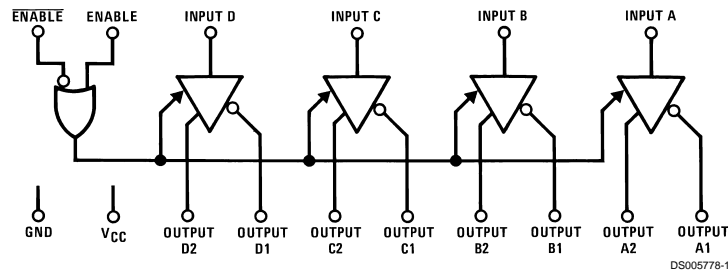 ENABLE ENABLE INPUT D INPUT C INPUT B INPUT A
GND VCC OUTPUT D2 OUTPUT D1 OUTPUT C2 OUTPUT C1 OUTPUT B2 OUTPUT B1 OUTPUT A2 OUTPUT A1
DS005778-1